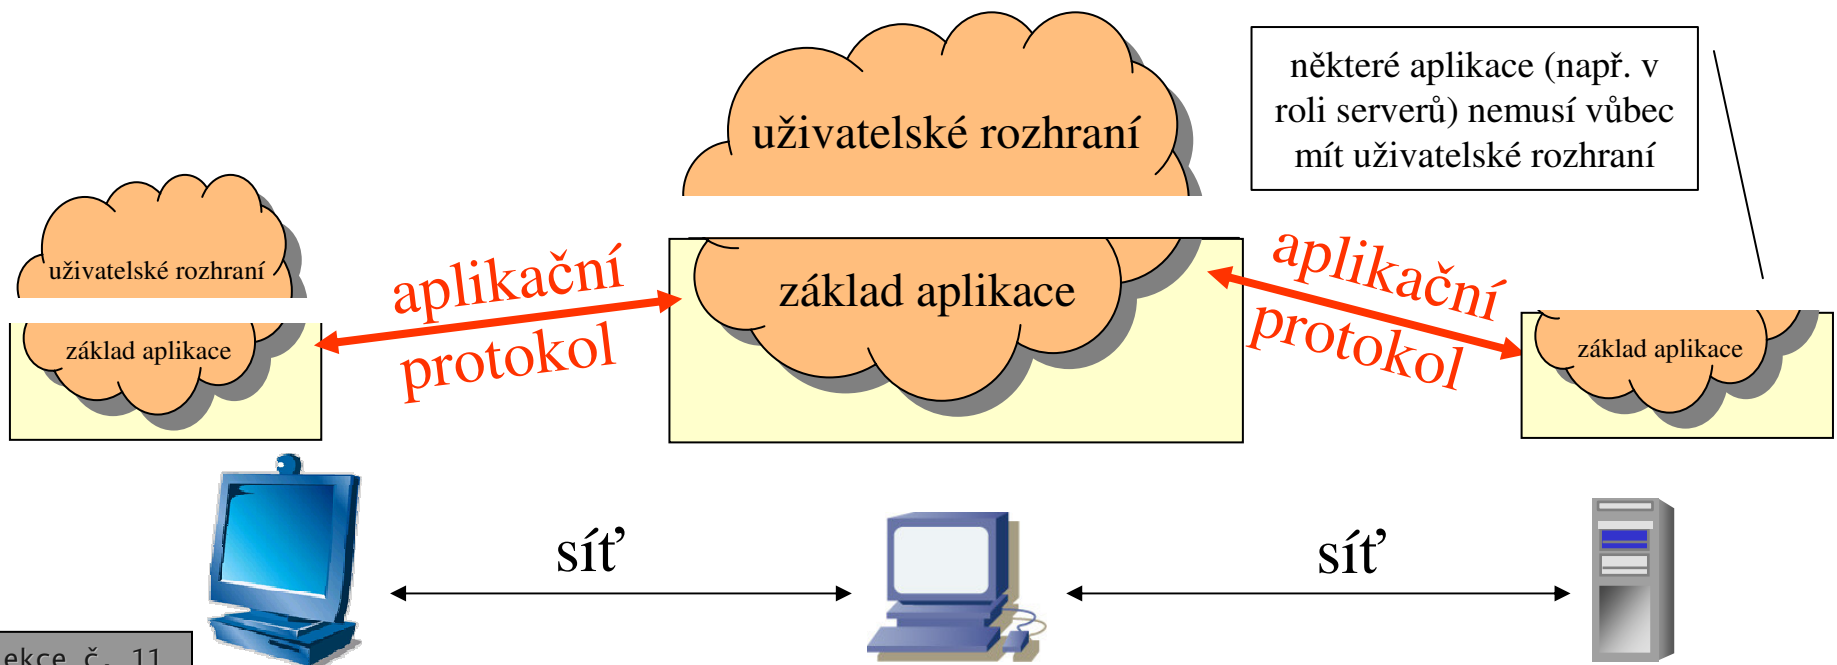 uživatelské rozhraní
některé aplikace (např. v
roli serverů) nemusí vůbec
mít uživatelské rozhraní
uživatelské rozhraní
základ aplikace
aplikační
protokol
základ aplikace
aplikační
protokol
základ aplikace
síť
síť
ekce č. 11